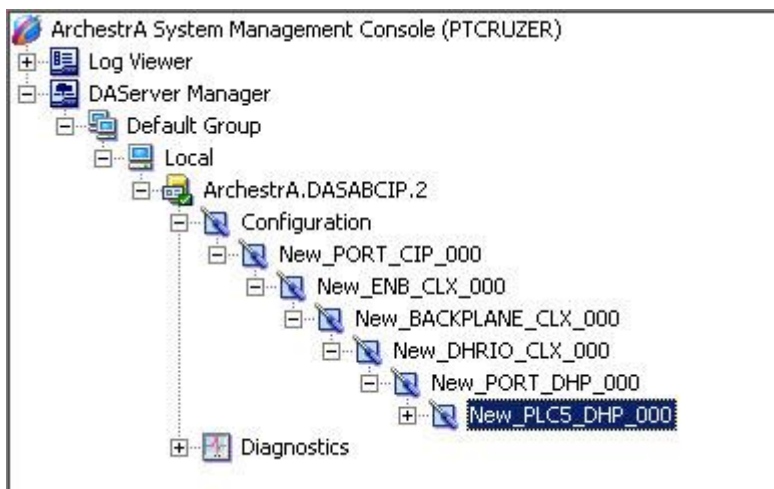 ArchestrA System Management Console (PTCRUZER)
Log Viewer
DAServer Manager
Default Group
Local
ArchestrA.DASABCIP.2
Configuration
New_PORT_CIP_000
New_ENB_CLX_000
New_BACKPLANE_CLX_000
New_DHRIO_CLX_000
New_PORT_DHP_000
New_PLC5_DHP_000
Diagnostics